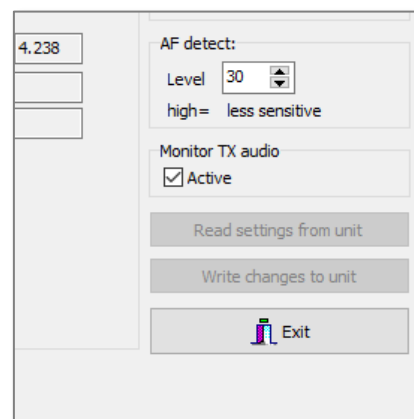 4.238
AF detect:
Level 30
high= less sensitive
Monitor TX audio
Active
Read settings from unit
Write changes to unit
Exit